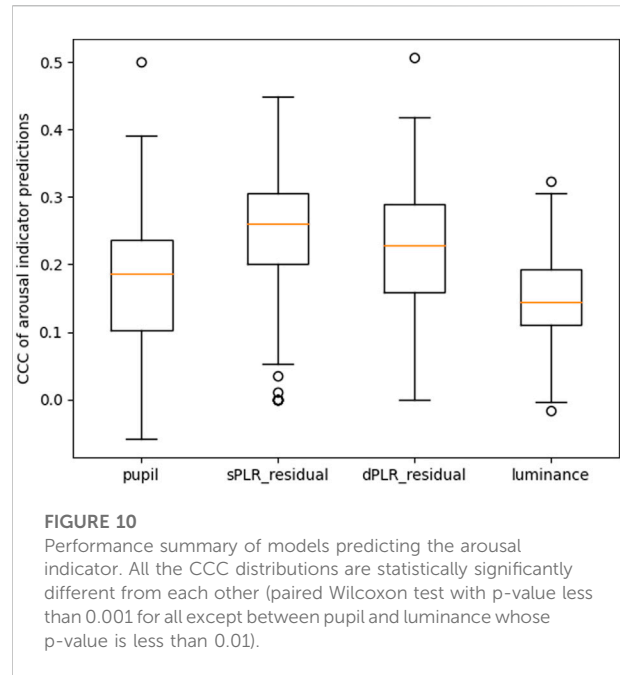 CCC of arousal indicator predictions
0.5
0.4
0.3
0.2
0.1
0.0
pupil sPLR_residual dPLR_residual luminance
FIGURE 10
Performance summary of models predicting the arousal
indicator. All the CCC distributions are statistically significantly
different from each other (paired Wilcoxon test with p-value less
than 0.001 for all except between pupil and luminance whose
p-value is less than 0.01).